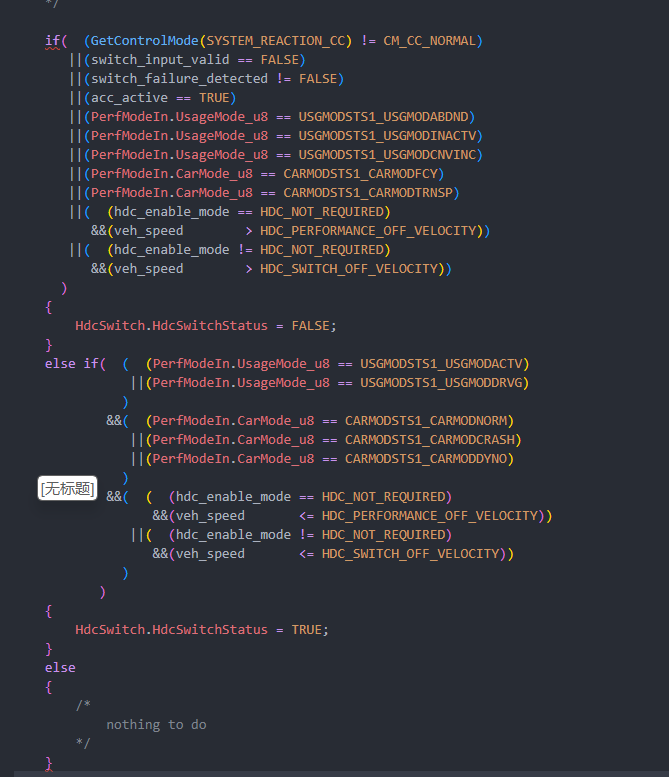 */
if(  (GetControlMode(SYSTEM_REACTION_CC) != CM_CC_NORMAL)
   ||(switch_input_valid == FALSE)
   ||(switch_failure_detected != FALSE)
   ||(acc_active == TRUE)
   ||(PerfModeIn.UsageMode_u8 == USGMODSTS1_USGMODABDND)
   ||(PerfModeIn.UsageMode_u8 == USGMODSTS1_USGMODINACTV)
   ||(PerfModeIn.UsageMode_u8 == USGMODSTS1_USGMODCNVINC)
   ||(PerfModeIn.CarMode_u8 == CARMODSTS1_CARMODFCY)
   ||(PerfModeIn.CarMode_u8 == CARMODSTS1_CARMODTRNSP)
   ||(  (hdc_enable_mode == HDC_NOT_REQUIRED)
      &&(veh_speed        > HDC_PERFORMANCE_OFF_VELOCITY))
   ||(  (hdc_enable_mode != HDC_NOT_REQUIRED)
      &&(veh_speed        > HDC_SWITCH_OFF_VELOCITY))
  )
{
    HdcSwitch.HdcSwitchStatus = FALSE;
}
else if(  (  (PerfModeIn.UsageMode_u8 == USGMODSTS1_USGMODACTV)
           ||(PerfModeIn.UsageMode_u8 == USGMODSTS1_USGMODDRVG)
          )
        &&(  (PerfModeIn.CarMode_u8 == CARMODSTS1_CARMODNORM)
           ||(PerfModeIn.CarMode_u8 == CARMODSTS1_CARMODCRASH)
           ||(PerfModeIn.CarMode_u8 == CARMODSTS1_CARMODDYNO)
          )
[无标题]
        &&(  (  (hdc_enable_mode == HDC_NOT_REQUIRED)
              &&(veh_speed       <= HDC_PERFORMANCE_OFF_VELOCITY))
           ||(  (hdc_enable_mode != HDC_NOT_REQUIRED)
              &&(veh_speed       <= HDC_SWITCH_OFF_VELOCITY))
          )
       )
{
    HdcSwitch.HdcSwitchStatus = TRUE;
}
else
{
    /*
        nothing to do
    */
}